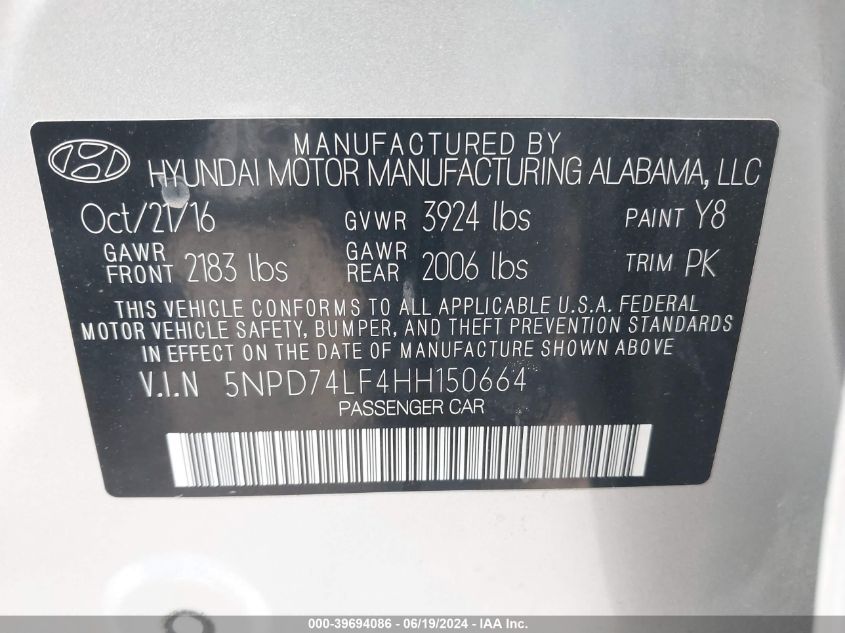 MANUFACTURED BY
HYUNDAI MOTOR MANUFACTURING ALABAMA, LLC
Oct/21/16 GVWR 3924 lbs PAINT Y8
GAWR FRONT 2183 lbs GAWR REAR 2006 lbs TRIM PK
THIS VEHICLE CONFORMS TO ALL APPLICABLE U.S.A. FEDERAL
MOTOR VEHICLE SAFETY, BUMPER, AND THEFT PREVENTION STANDARDS
IN EFFECT ON THE DATE OF MANUFACTURE SHOWN ABOVE.
V.I.N 5NPD74LF4HH150664
PASSENGER CAR
000-39694086 - 06/19/2024 - IAA Inc.